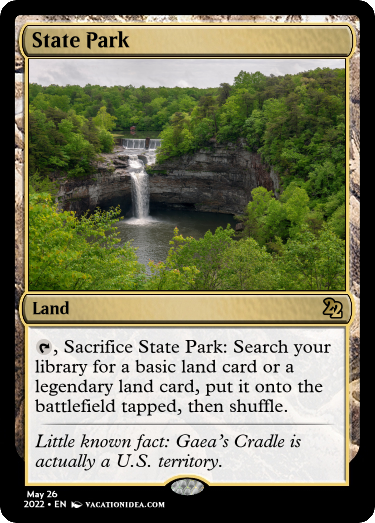 State Park
Land
, Sacrifice State Park: Search your
library for a basic land card or a
legendary land card, put it onto the
battlefield tapped, then shuffle.
Little known fact: Gaea's Cradle is
actually a U.S. territory.
May 26
2022 • EN VACATIONIDEA.COM